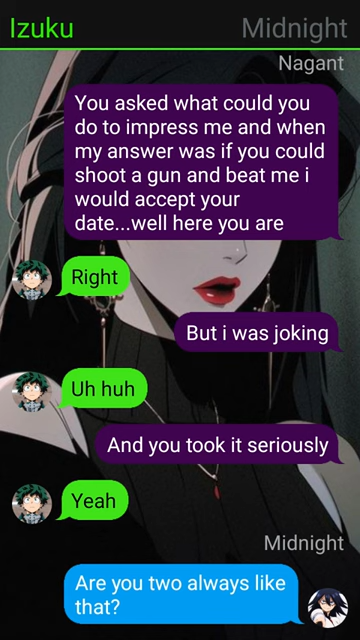 Izuku
Midnight
Nagant
You asked what could you
do to impress me and when
my answer was if you could
shoot a gun and beat me i
would accept your
date...well here you are
Right
But i was joking
Uh huh
And you took it seriously
Yeah
Midnight
Are you two always like
that?